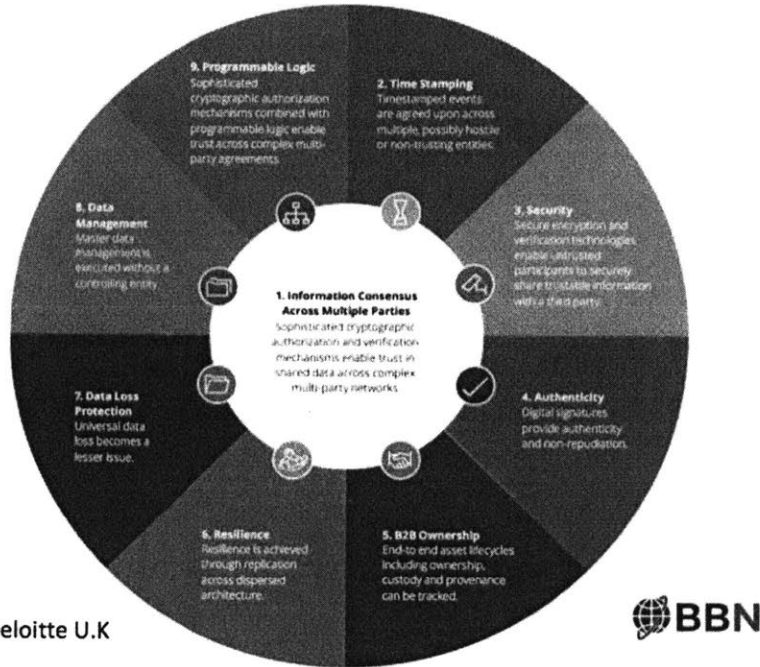 1. Information Consensus
Across Multiple Parties
Sophisticated cryptographic
authorization and verification
mechanisms enable trust in
shared data across complex
multi-party networks
2. Time Stamping
Timestamped events
are agreed upon across
multiple, possibly hostile
or non-trusting entities.
3. Security
Secure encryption and
verification technologies
enable untrusted
participants to securely
share trustable information
with a third party.
4. Authenticity
Digital signatures
provide authenticity
and non-repudiation.
5. B2B Ownership
End-to end asset lifecycles
including ownership,
custody and provenance
can be tracked.
6. Resilience
Resilience is achieved
through replication
across dispersed
architecture.
7. Data Loss
Protection
Universal data
loss becomes a
lesser issue.
8. Data
Management
Master data
management is
executed without a
controlling entity.
9. Programmable Logic
Sophisticated
cryptographic authorization
mechanisms combined with
programmable logic enable
trust across complex multi-
party agreements.
eloitte U.K
BBN